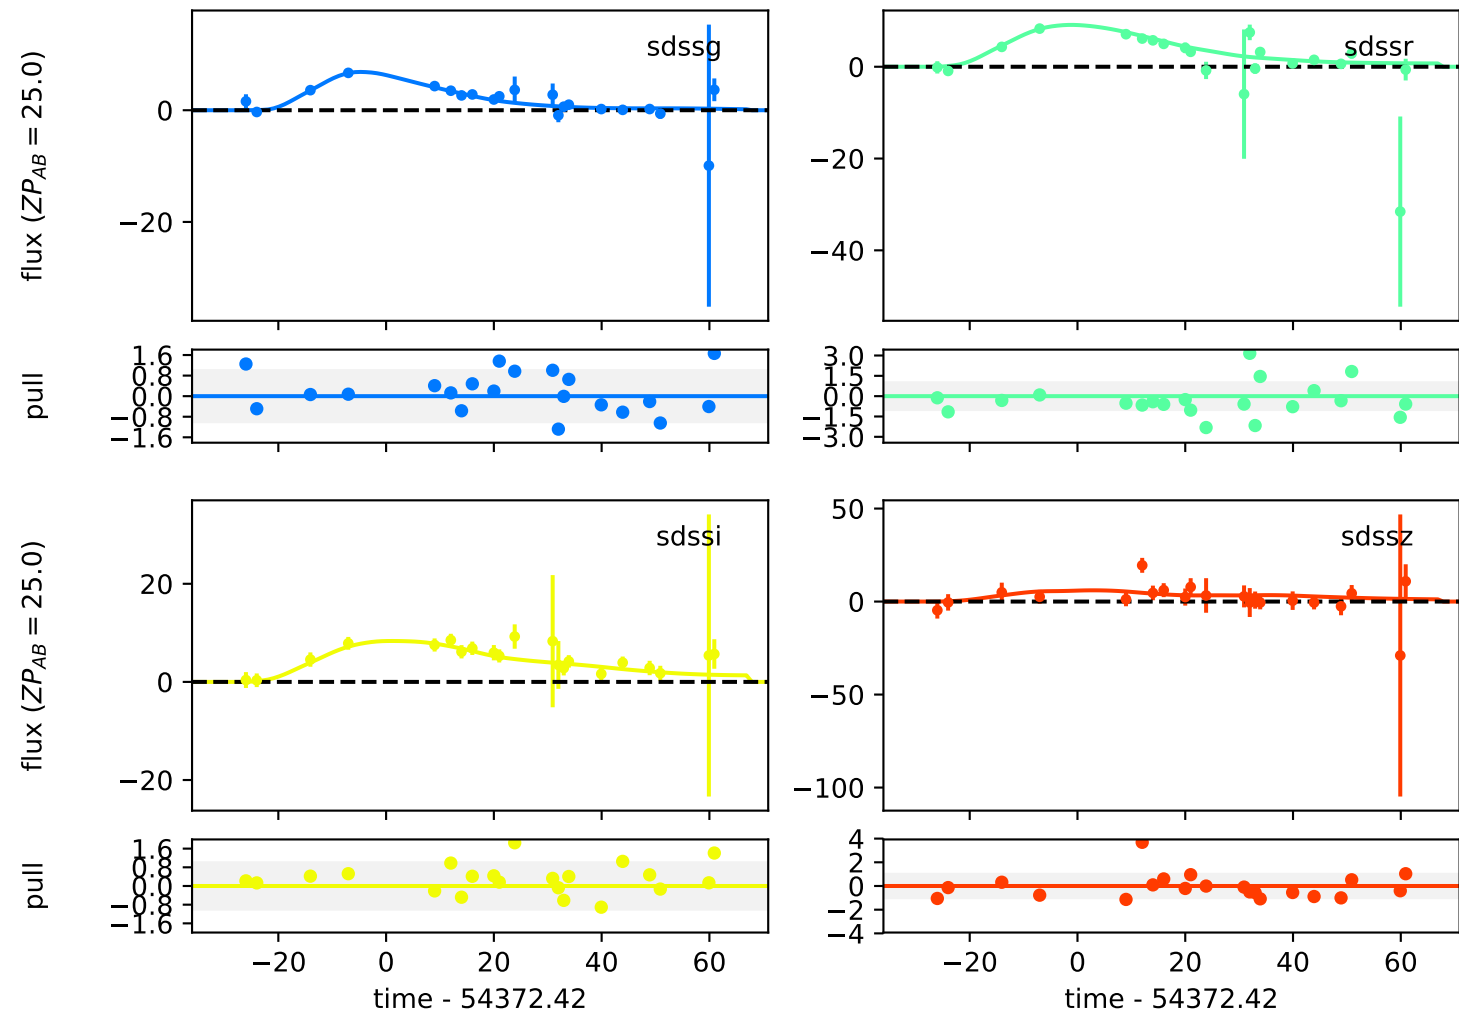 sdssg
0
−20
flux (ZP_AB = 25.0)
sdssr
0
−20
−40
1.6
0.8
0.0
−0.8
−1.6
pull
3.0
1.5
0.0
−1.5
−3.0
sdssi
20
0
−20
flux (ZP_AB = 25.0)
sdssz
50
0
−50
−100
1.6
0.8
0.0
−0.8
−1.6
pull
−20 0 20 40 60
time - 54372.42
4
2
0
−2
−4
−20 0 20 40 60
time - 54372.42